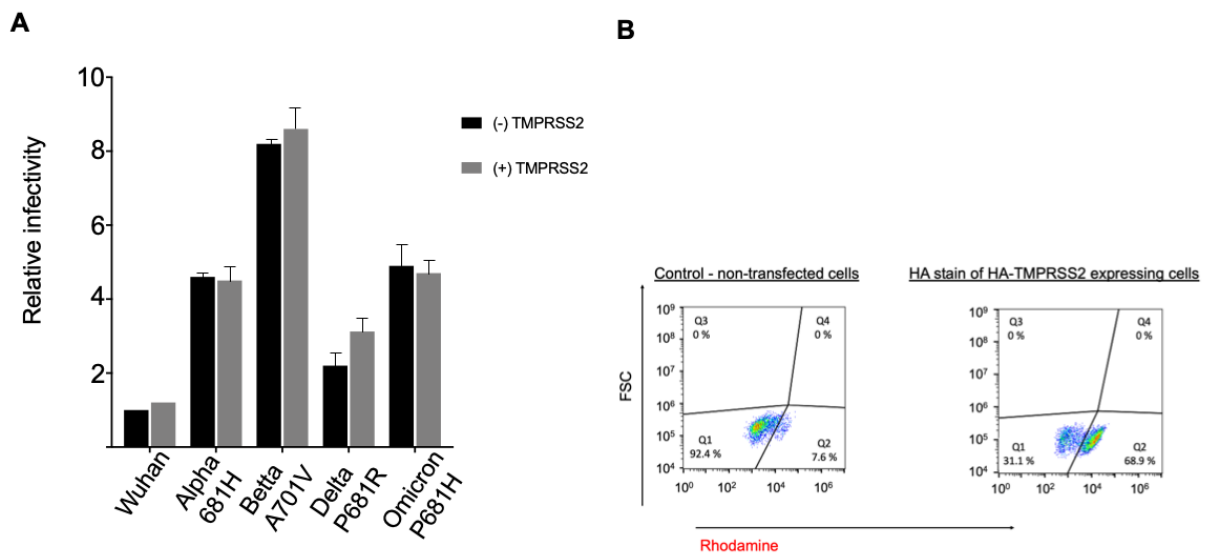 A
Relative infectivity
10
8
6
4
2
(-) TMPRSS2
(+) TMPRSS2
Wuhan
Alpha
681H
Betta
A701V
Delta
P681R
Omicron
P681H
B
Control - non-transfected cells
FSC
10⁹
10⁸
10⁷
10⁶
10⁵
10⁴
Q3
0 %
Q4
0 %
Q1
92.4 %
Q2
7.6 %
10⁰
10²
10⁴
10⁶
HA stain of HA-TMPRSS2 expressing cells
10⁹
10⁸
10⁷
10⁶
10⁵
10⁴
Q3
0 %
Q4
0 %
Q1
31.1 %
Q2
68.9 %
10⁰
10²
10⁴
10⁶
Rhodamine